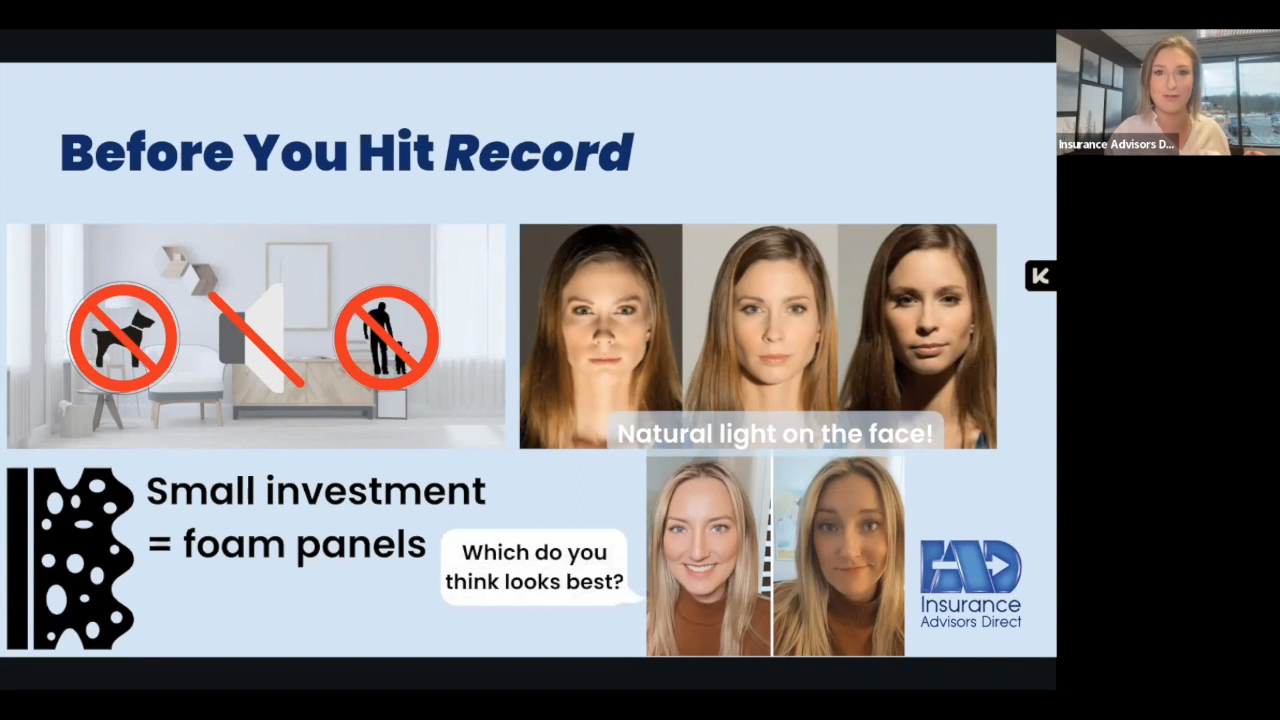 Before You Hit Record
Natural light on the face!
Small investment
= foam panels
Which do you
think looks best?
IAD
Insurance
Advisors Direct
Insurance Advisors D...
K